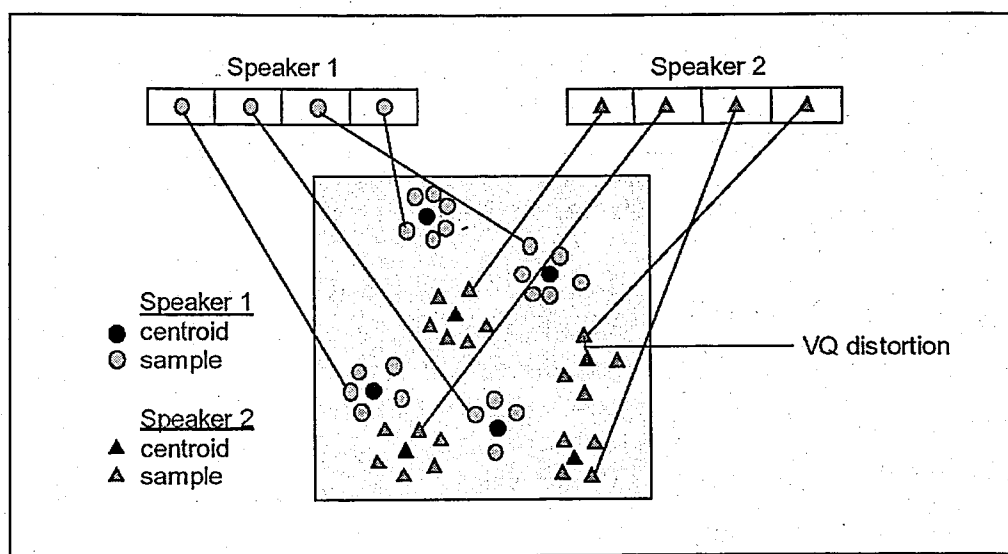 Speaker 1
Speaker 2
Speaker 1
centroid
sample
VQ distortion
Speaker 2
centroid
sample